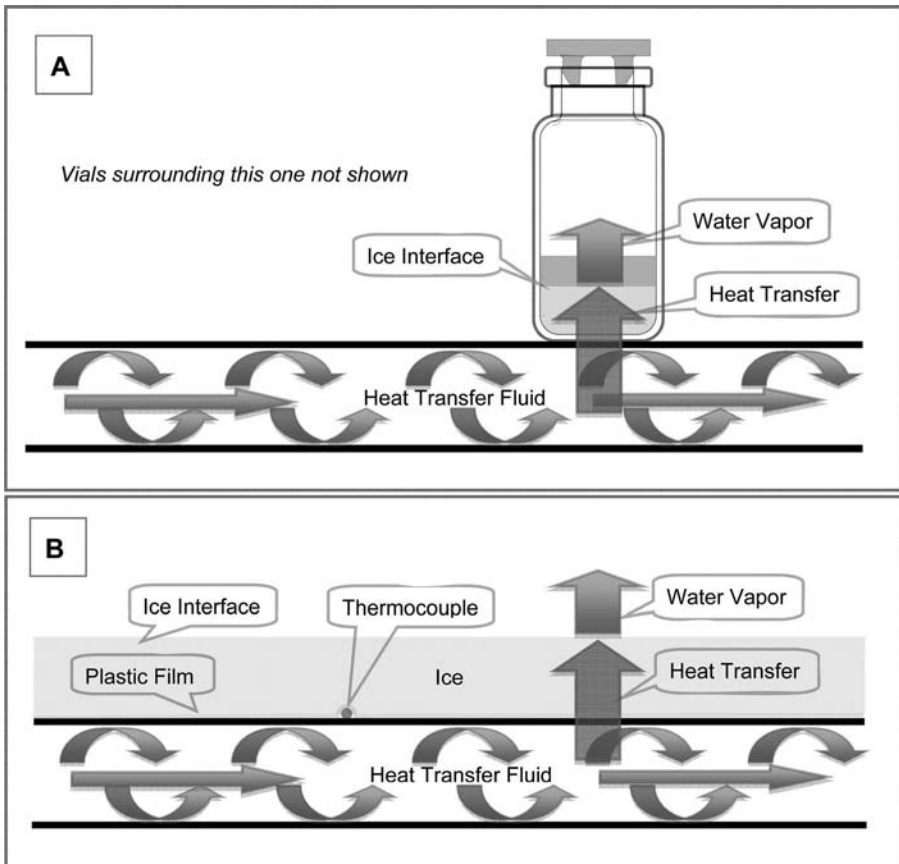 A
Vials surrounding this one not shown
Water Vapor
Ice Interface
Heat Transfer
Heat Transfer Fluid
B
Ice Interface
Thermocouple
Water Vapor
Plastic Film
Ice
Heat Transfer
Heat Transfer Fluid